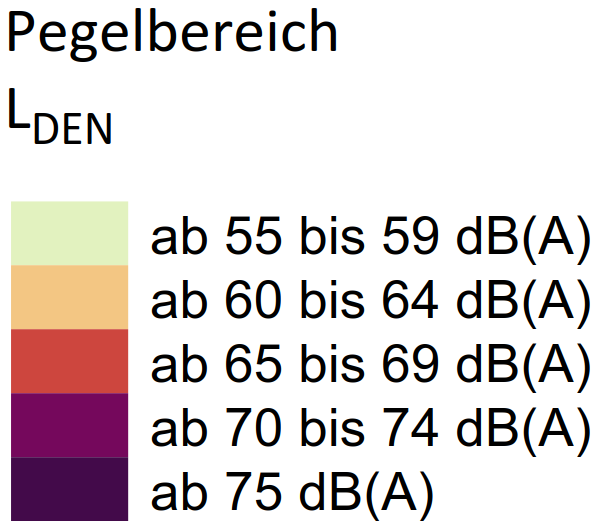 Pegelbereich
L_DEN
ab 55 bis 59 dB(A)
ab 60 bis 64 dB(A)
ab 65 bis 69 dB(A)
ab 70 bis 74 dB(A)
ab 75 dB(A)